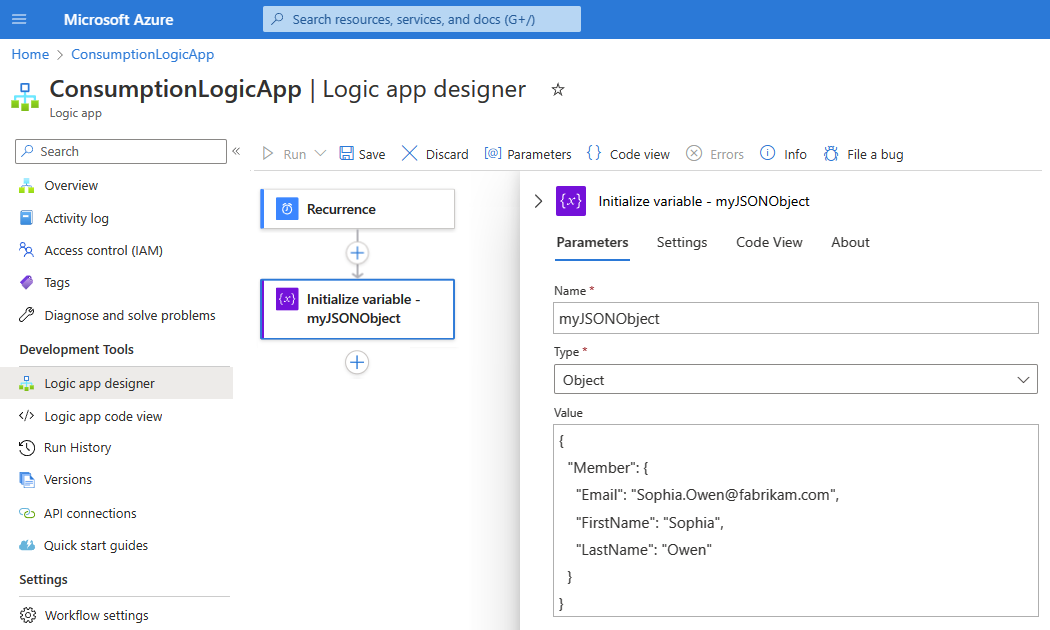 Microsoft Azure
Search resources, services, and docs (G+/)
Home > ConsumptionLogicApp
ConsumptionLogicApp | Logic app designer
Logic app
Search
«
Overview
Activity log
Access control (IAM)
Tags
Diagnose and solve problems
Development Tools
Logic app designer
Logic app code view
Run History
Versions
API connections
Quick start guides
Settings
Workflow settings
Run Save Discard [@] Parameters { } Code view Errors Info File a bug
Recurrence
{x} Initialize variable -
myJSONObject
{x} Initialize variable - myJSONObject
Parameters Settings Code View About
Name *
myJSONObject
Type *
Object
Value
{
"Member": {
"Email": "Sophia.Owen@fabrikam.com",
"FirstName": "Sophia",
"LastName": "Owen"
}
}